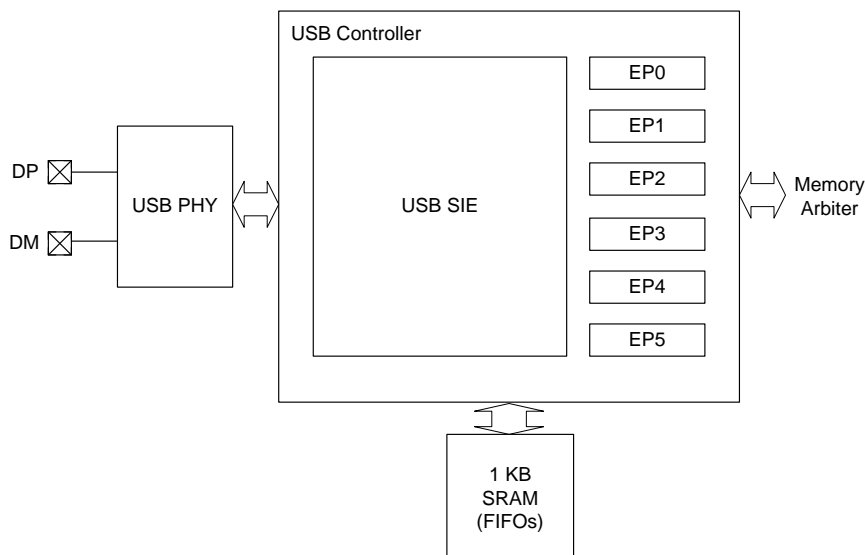 USB Controller
EP0
EP1
DP
EP2
USB PHY
USB SIE
Memory
Arbiter
DM
EP3
EP4
EP5
1 KB
SRAM
(FIFOs)